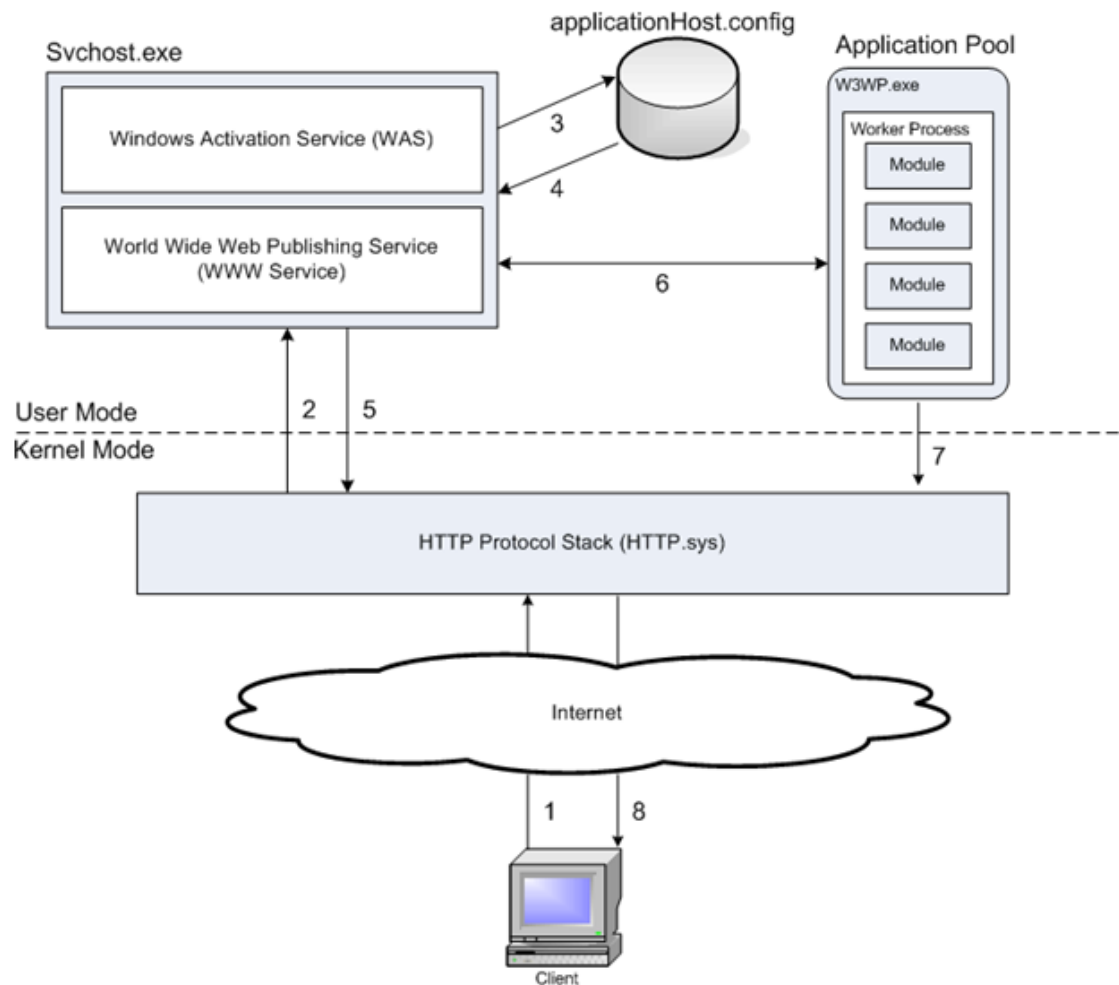 applicationHost.config
Svchost.exe
Application Pool
W3WP.exe
Windows Activation Service (WAS)
3
Worker Process
Module
4
Module
World Wide Web Publishing Service
(WWW Service)
6
Module
Module
User Mode
2
5
Kernel Mode
7
HTTP Protocol Stack (HTTP.sys)
Internet
1
8
Client